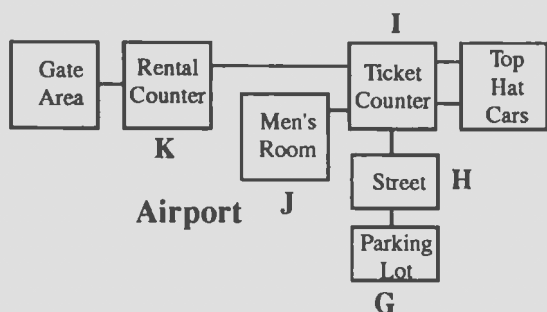 I
Gate
Area
Rental
Counter
Ticket
Counter
Top
Hat
Cars
K
Men's
Room
J
Airport
Street
H
Parking
Lot
G